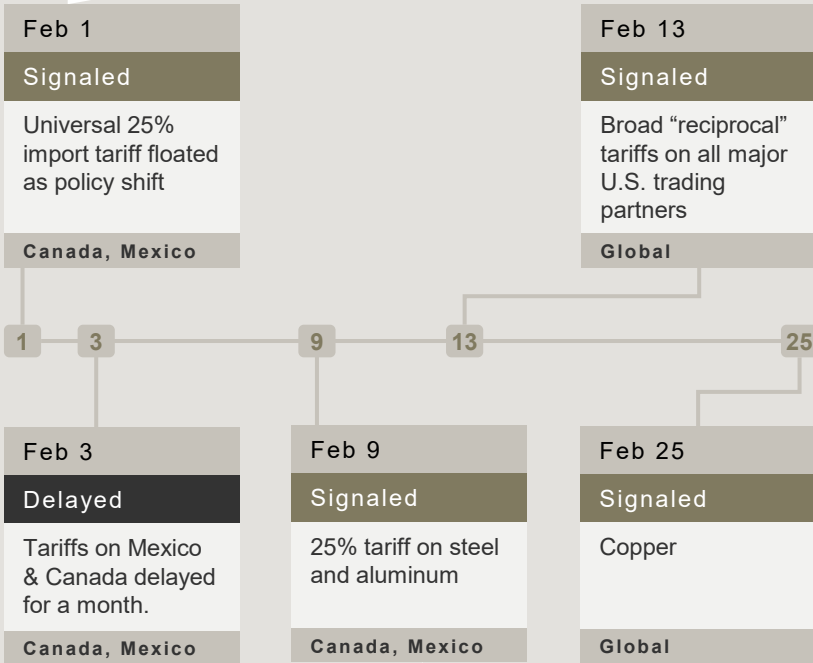 Feb 1
Signaled
Universal 25%
import tariff floated
as policy shift
Canada, Mexico
Feb 13
Signaled
Broad “reciprocal”
tariffs on all major
U.S. trading
partners
Global
1
3
9
13
25
Feb 3
Delayed
Tariffs on Mexico
& Canada delayed
for a month.
Canada, Mexico
Feb 9
Signaled
25% tariff on steel
and aluminum
Canada, Mexico
Feb 25
Signaled
Copper
Global